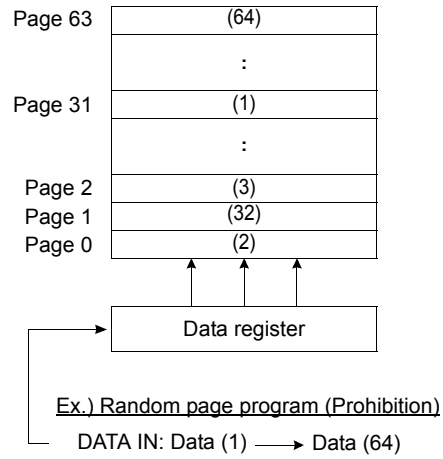 Page 63 (64)
:
Page 31 (1)
:
Page 2 (3)
Page 1 (32)
Page 0 (2)
Data register
Ex.) Random page program (Prohibition)
DATA IN: Data (1) Data (64)